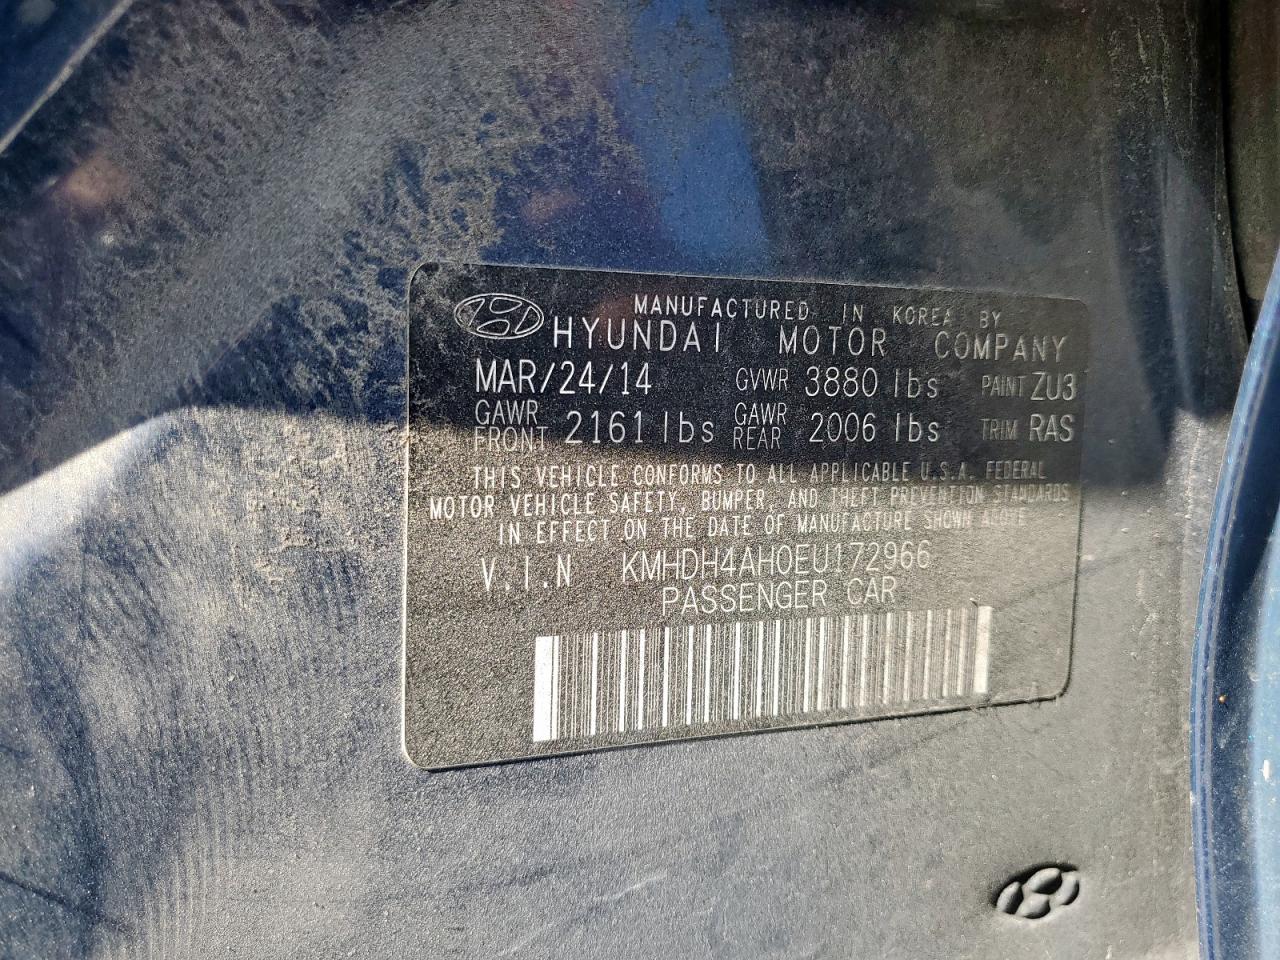 MANUFACTURED IN KOREA BY
HYUNDAI MOTOR COMPANY
MAR/24/14 GVWR 3880 lbs PAINT ZU3
GAWR FRONT 2161 lbs GAWR REAR 2006 lbs TRIM RAS
THIS VEHICLE CONFORMS TO ALL APPLICABLE U.S.A. FEDERAL
MOTOR VEHICLE SAFETY, BUMPER, AND THEFT PREVENTION STANDARDS
IN EFFECT ON THE DATE OF MANUFACTURE SHOWN ABOVE
V.I.N KMHDH4AH0EU172966
PASSENGER CAR